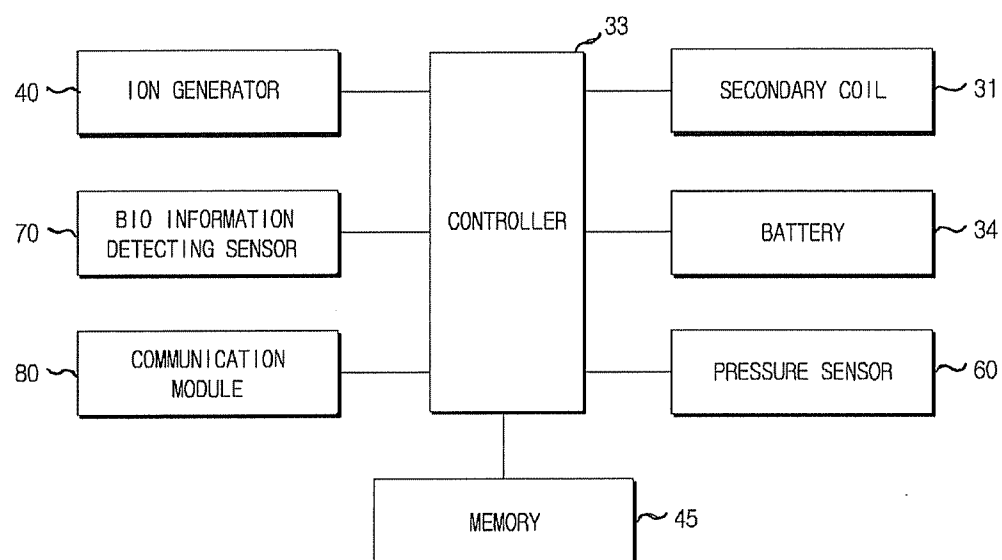 33
40 ION GENERATOR
SECONDARY COIL 31
70 BIO INFORMATION
DETECTING SENSOR
CONTROLLER
BATTERY 34
80 COMMUNICATION
MODULE
PRESSURE SENSOR 60
MEMORY 45